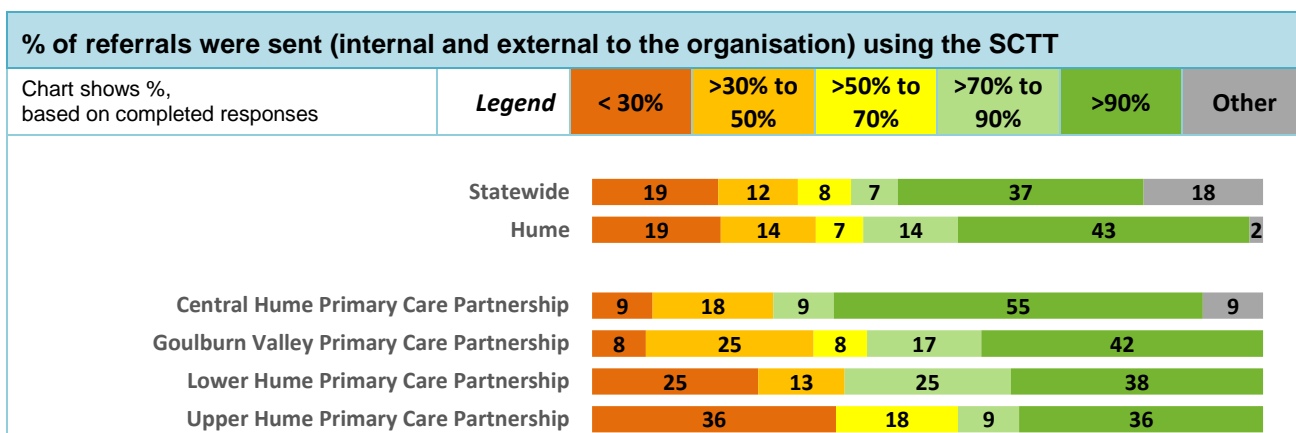 % of referrals were sent (internal and external to the organisation) using the SCTT
Chart shows %,
based on completed responses
Legend
< 30%
>30% to
50%
>50% to
70%
>70% to
90%
>90%
Other
Statewide 19 12 8 7 37 18
Hume 19 14 7 14 43 2
Central Hume Primary Care Partnership 9 18 9 55 9
Goulburn Valley Primary Care Partnership 8 25 8 17 42
Lower Hume Primary Care Partnership 25 13 25 38
Upper Hume Primary Care Partnership 36 18 9 36